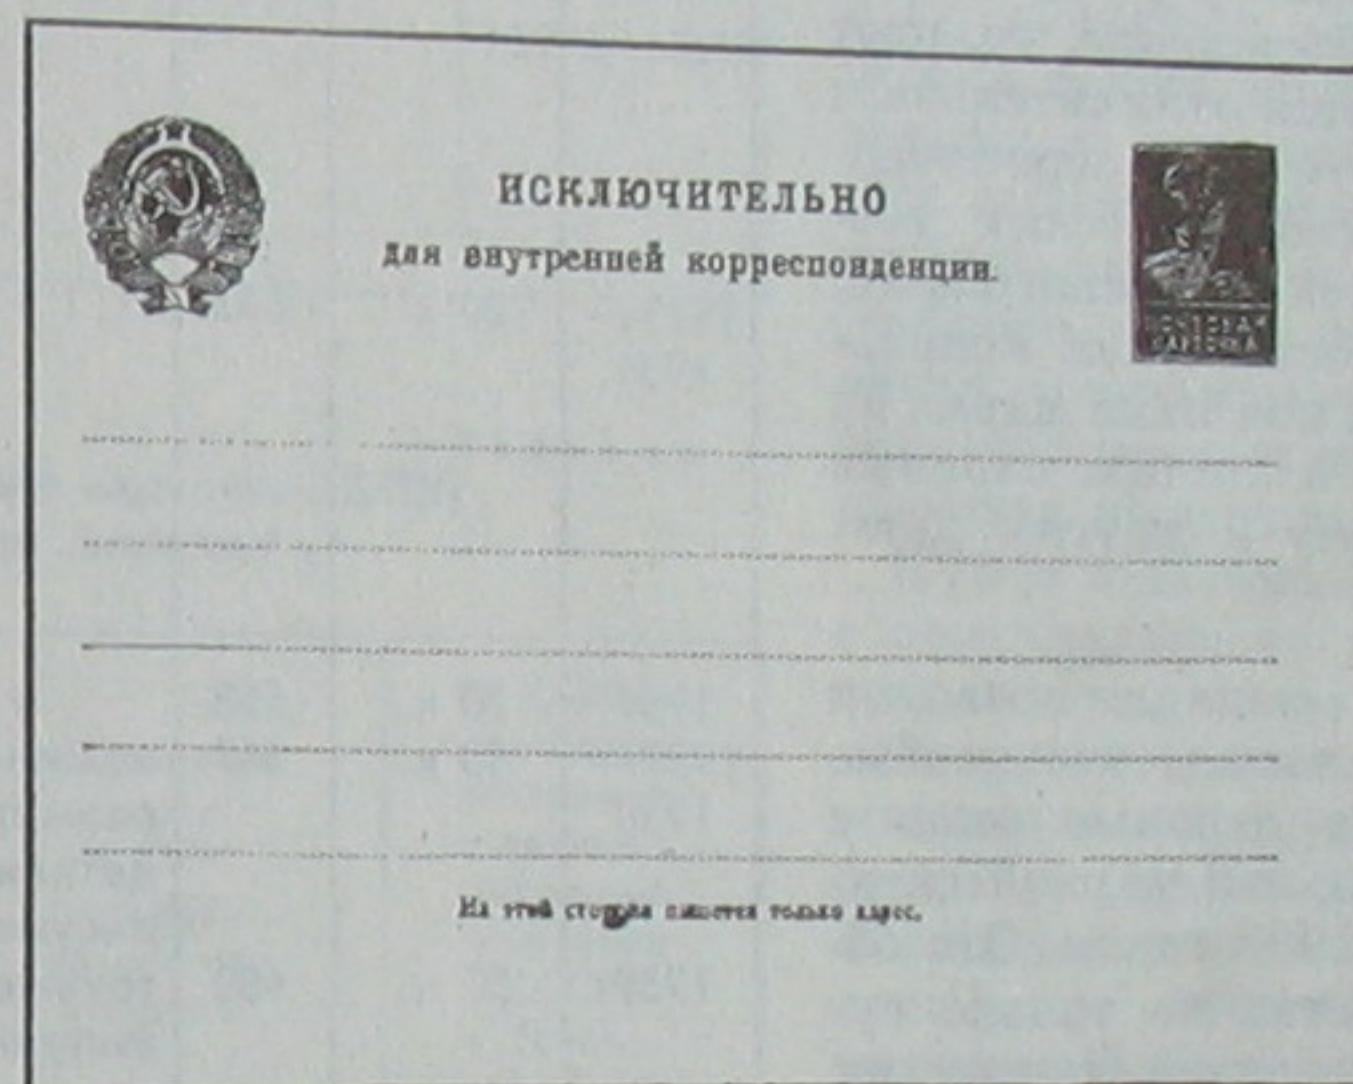 ИСКЛЮЧИТЕЛЬНО
для внутренней корреспонденции.
ПОЧТОВАЯ
КАРТОЧКА
На этой стороне пишется только адрес.